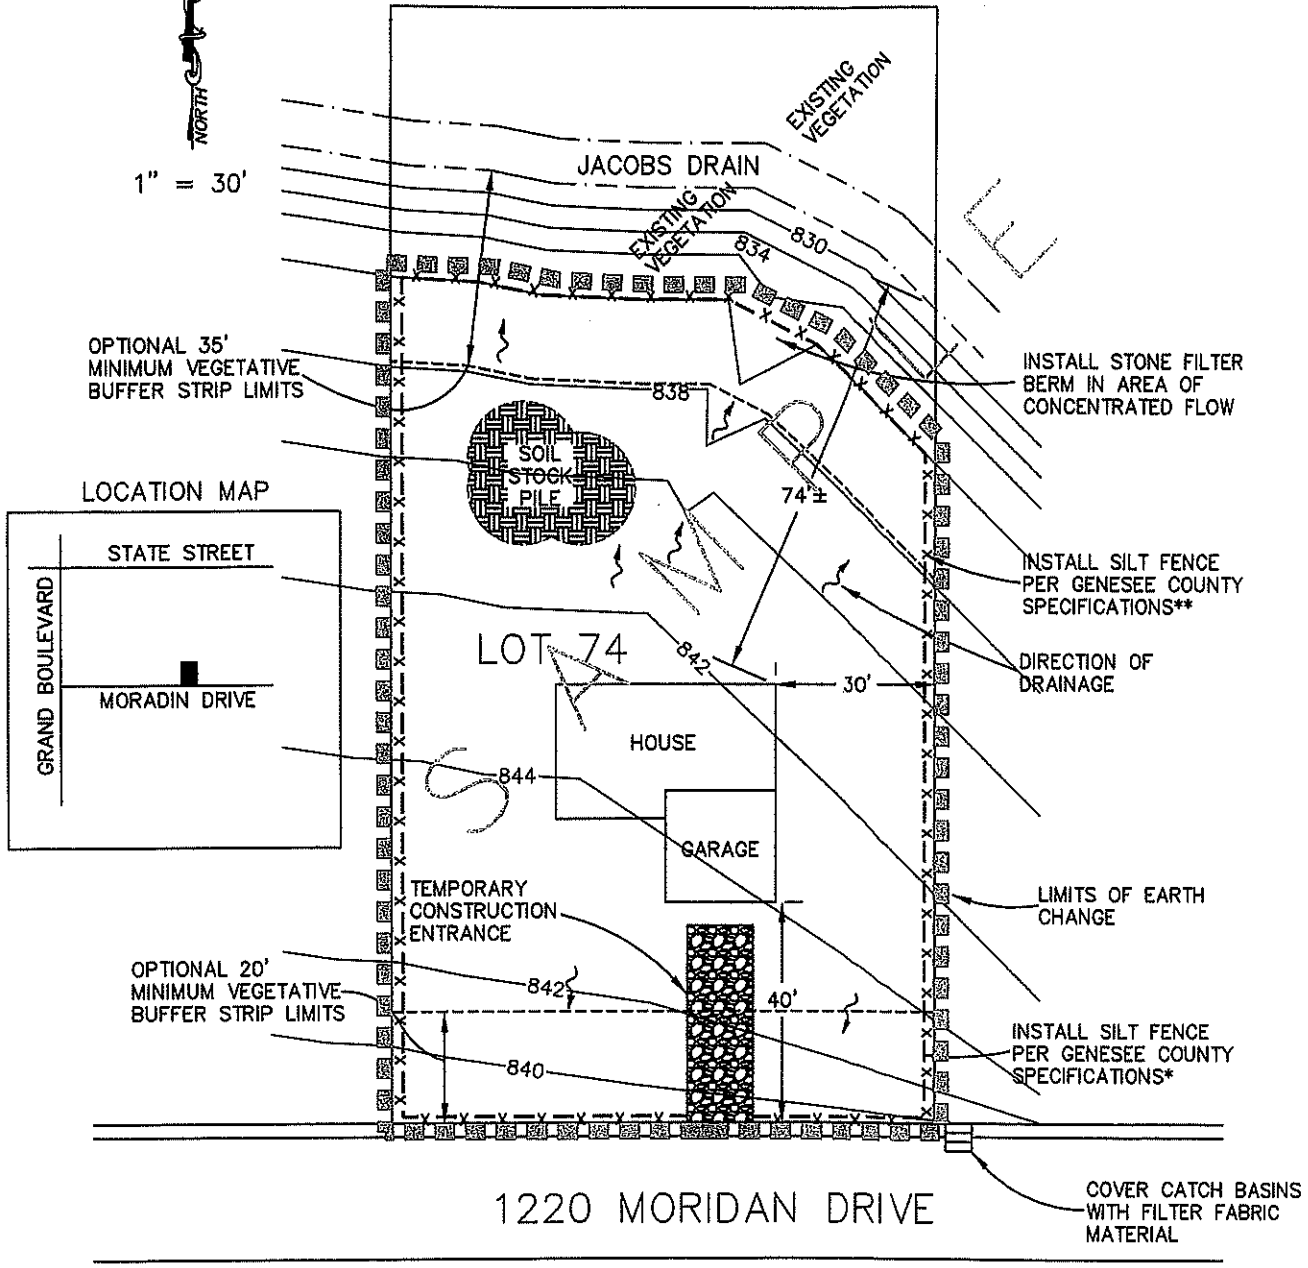 NORTH
1" = 30'
EXISTING
VEGETATION
JACOBS DRAIN
EXISTING
VEGETATION
830
834
OPTIONAL 35'
MINIMUM VEGETATIVE
BUFFER STRIP LIMITS
INSTALL STONE FILTER
BERM IN AREA OF
CONCENTRATED FLOW
838
SOIL
STOCK
PILE
74'±
LOCATION MAP
STATE STREET
GRAND BOULEVARD
MORADIN DRIVE
INSTALL SILT FENCE
PER GENESEE COUNTY
SPECIFICATIONS**
DIRECTION OF
DRAINAGE
LOT 74
842
30'
HOUSE
844
GARAGE
SAMPLE
TEMPORARY
CONSTRUCTION
ENTRANCE
LIMITS OF EARTH
CHANGE
OPTIONAL 20'
MINIMUM VEGETATIVE
BUFFER STRIP LIMITS
842
40'
840
INSTALL SILT FENCE
PER GENESEE COUNTY
SPECIFICATIONS*
1220 MORIDAN DRIVE
COVER CATCH BASINS
WITH FILTER FABRIC
MATERIAL